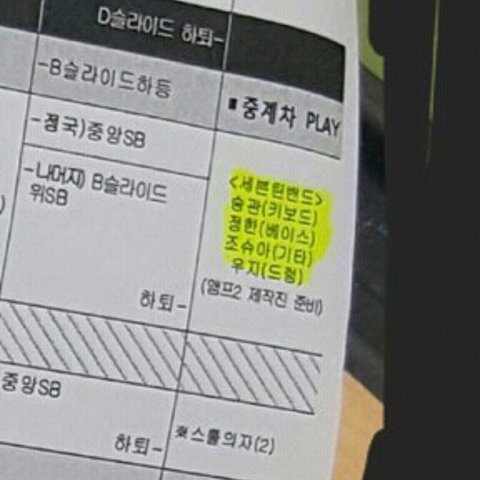 D슬라이드 하퇴-
-B슬라이드하등
■중계차 PLAY
-정국)중앙SB
-나머지) B슬라이드
위SB
하퇴-
<세븐틴밴드>
승관(키보드)
정한(베이스)
조슈아(기타)
우지(드럼)
(앰프2 제작진 준비)
중앙SB
하퇴-
※스툴의자(2)